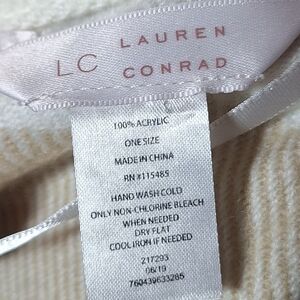 LC LAUREN
CONRAD
100% ACRYLIC
ONE SIZE
MADE IN CHINA
RN #115485
HAND WASH COLD
ONLY NON-CHLORINE BLEACH
WHEN NEEDED
DRY FLAT
COOL IRON IF NEEDED
217293
06/19
760439633285